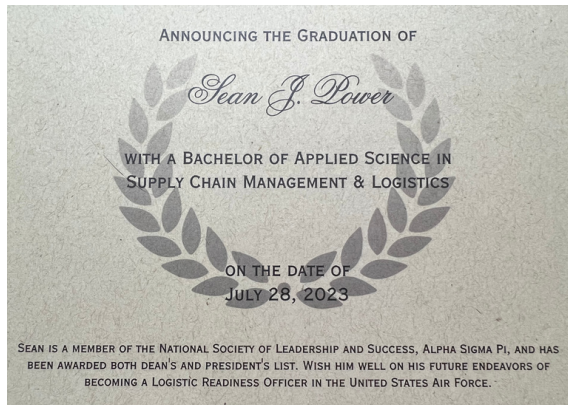 Announcing the Graduation of
Sean J. Power
with a Bachelor of Applied Science in
Supply Chain Management & Logistics
on the date of
July 28, 2023
Sean is a member of the National Society of Leadership and Success, Alpha Sigma Pi, and has
been awarded both dean's and president's list. Wish him well on his future endeavors of
becoming a Logistic Readiness Officer in the United States Air Force.